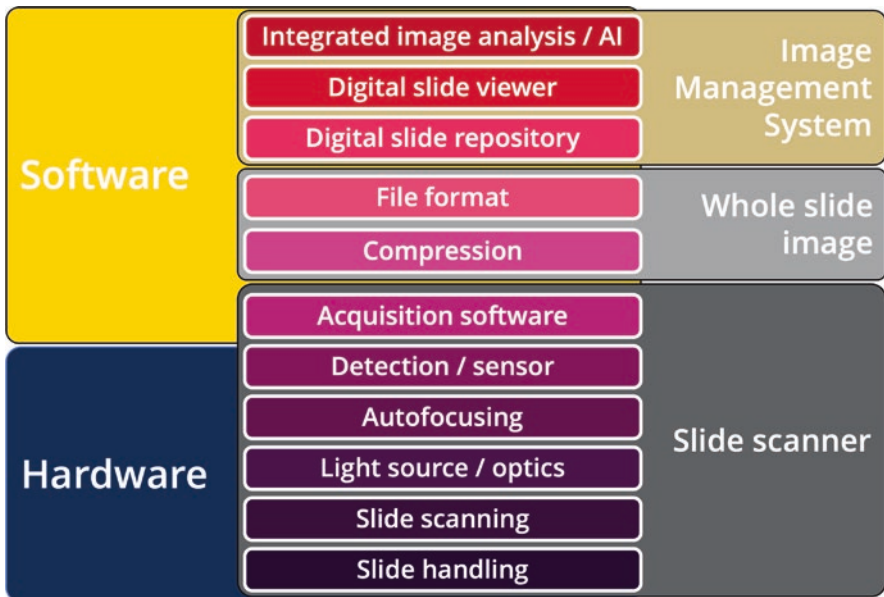 Software
Hardware
Integrated image analysis / AI
Digital slide viewer
Digital slide repository
File format
Compression
Acquisition software
Detection / sensor
Autofocusing
Light source / optics
Slide scanning
Slide handling
Image
Management
System
Whole slide
image
Slide scanner